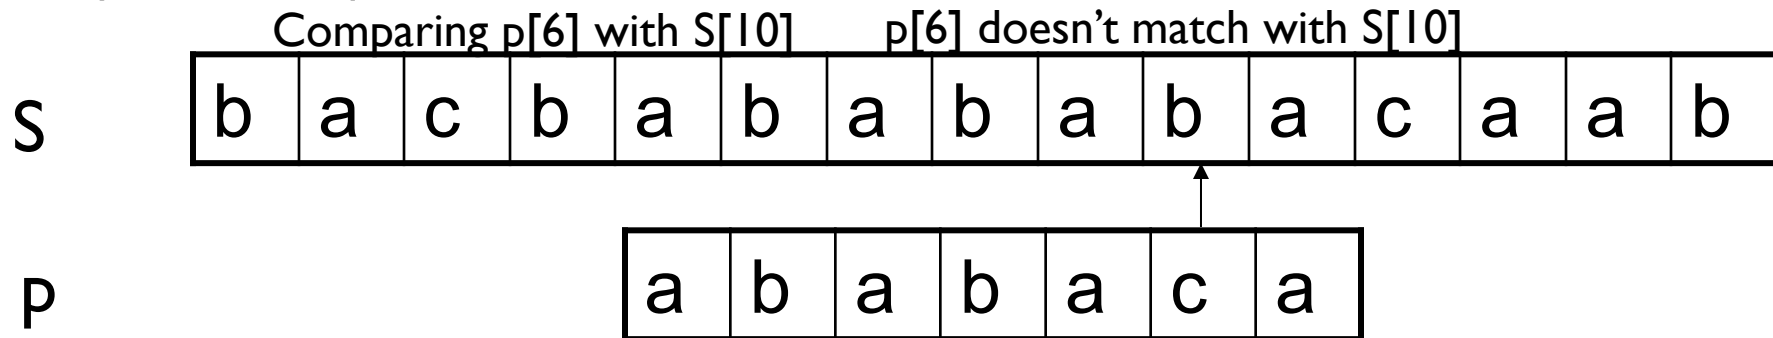 Comparing p[6] with S[10] p[6] doesn't match with S[10]
S b a c b a b a b a b a c a a b
p a b a b a c a